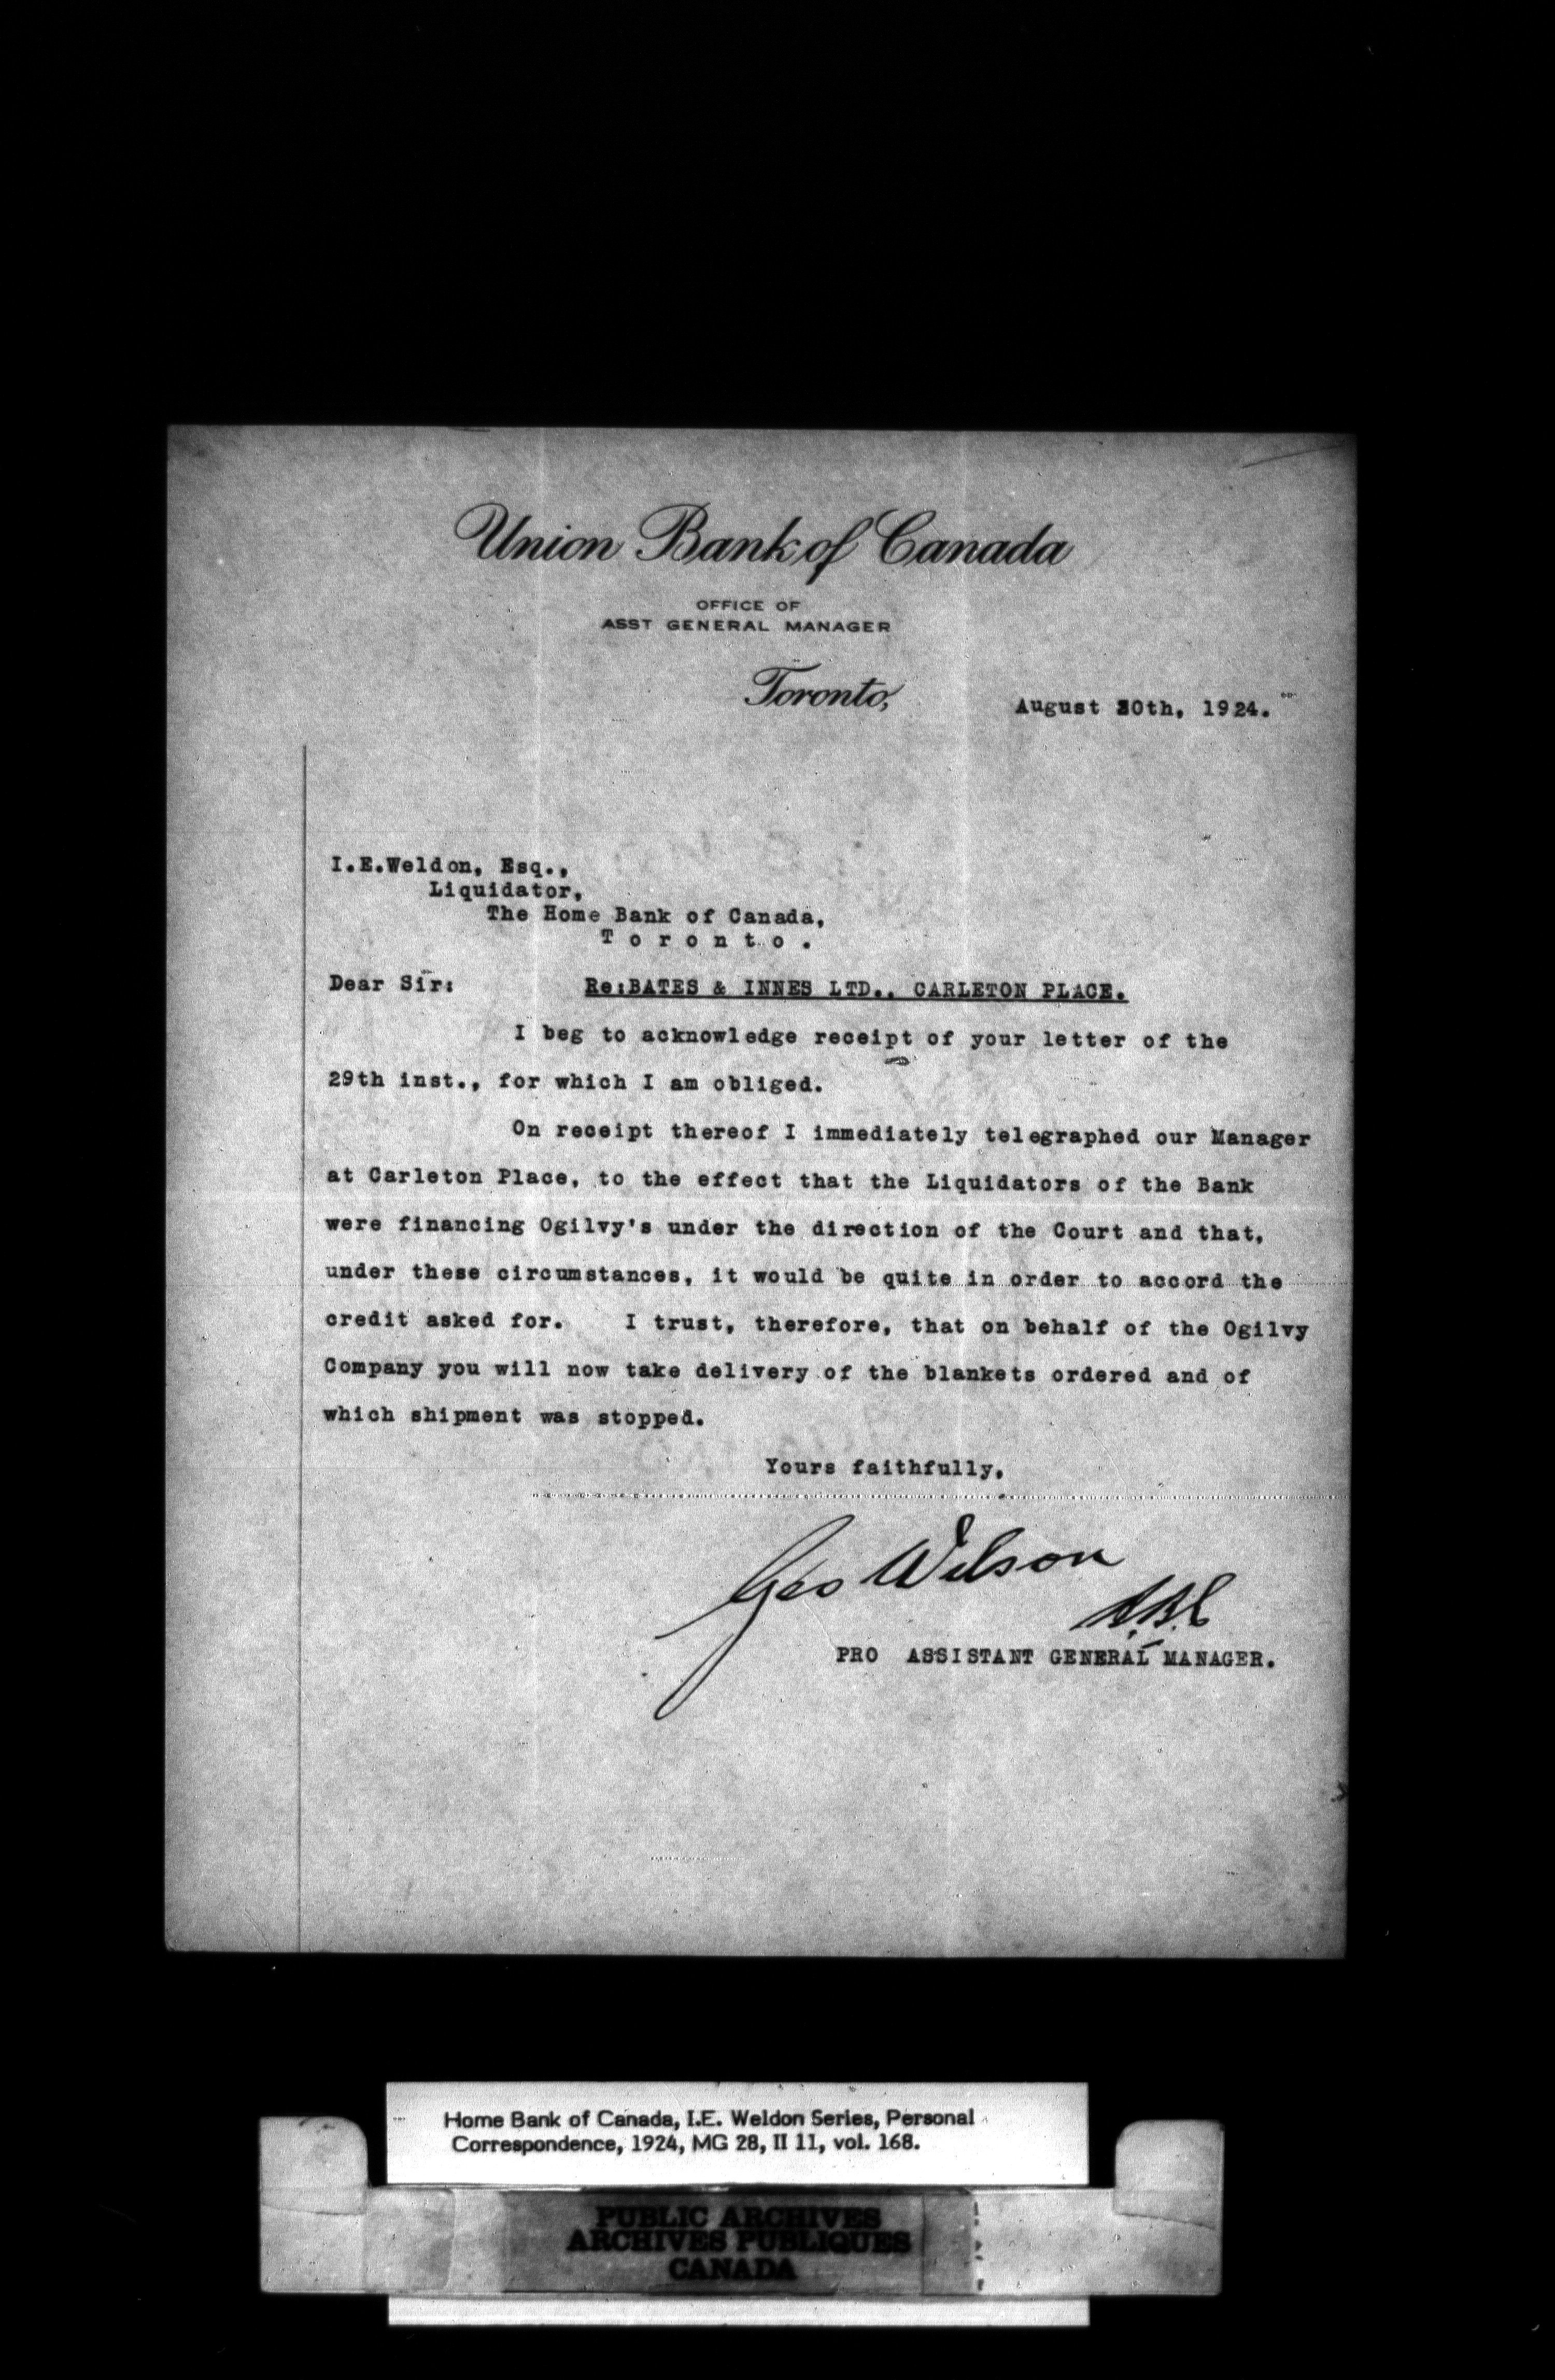 Union Bank of Canada
OFFICE OF
ASST GENERAL MANAGER
Toronto,
August 30th, 1924.
I.E.Weldon, Esq.,
Liquidator,
The Home Bank of Canada,
T o r o n t o .
Dear Sir:
Re:BATES & INNES LTD., CARLETON PLACE.
I beg to acknowledge receipt of your letter of the
29th inst., for which I am obliged.
On receipt thereof I immediately telegraphed our Manager
at Carleton Place, to the effect that the Liquidators of the Bank
were financing Ogilvy's under the direction of the Court and that,
under these circumstances, it would be quite in order to accord the
credit asked for. I trust, therefore, that on behalf of the Ogilvy
Company you will now take delivery of the blankets ordered and of
which shipment was stopped.
Yours faithfully,
Geo Wilson
PRO ASSISTANT GENERAL MANAGER.
Home Bank of Canada, I.E. Weldon Series, Personal
Correspondence, 1924, MG 28, II 11, vol. 168.
PUBLIC ARCHIVES
ARCHIVES PUBLIQUES
CANADA